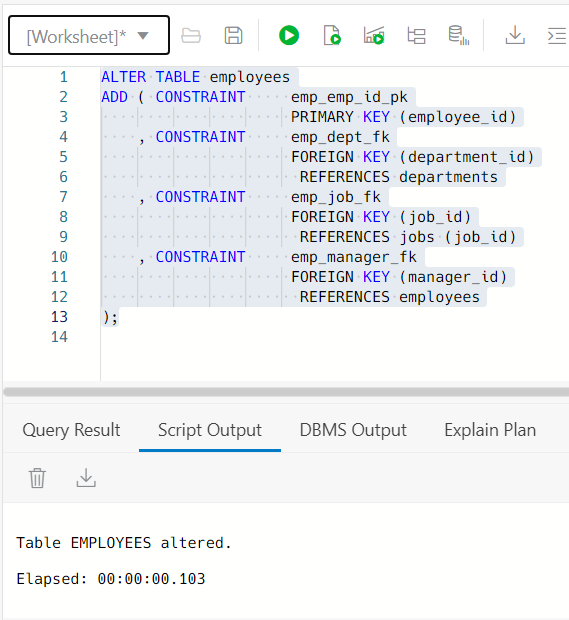 [Worksheet]*
1 ALTER TABLE employees
2 ADD ( CONSTRAINT emp_emp_id_pk
3 PRIMARY KEY (employee_id)
4 , CONSTRAINT emp_dept_fk
5 FOREIGN KEY (department_id)
6 REFERENCES departments
7 , CONSTRAINT emp_job_fk
8 FOREIGN KEY (job_id)
9 REFERENCES jobs (job_id)
10 , CONSTRAINT emp_manager_fk
11 FOREIGN KEY (manager_id)
12 REFERENCES employees
13 );
14
Query Result Script Output DBMS Output Explain Plan
Table EMPLOYEES altered.
Elapsed: 00:00:00.103